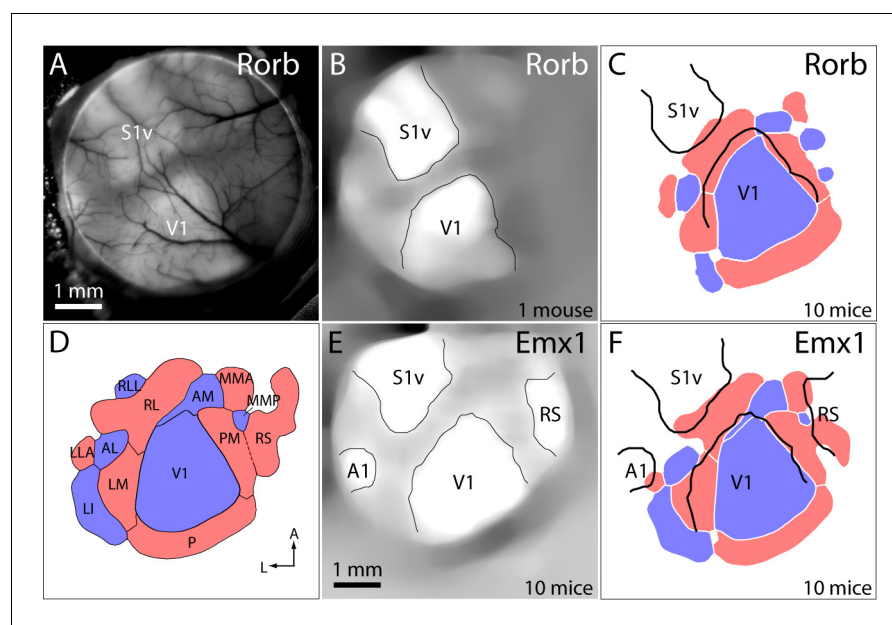 A Rorb
S1v
V1
1 mm
B Rorb
S1v
V1
1 mouse
C Rorb
S1v
V1
10 mice
D
RLL
RL
AM
MMA
MMP
LLA
AL
LM
V1
PM
RS
LI
P
A
L
E Emx1
S1v
RS
A1
V1
1 mm
10 mice
F Emx1
S1v
RS
A1
V1
10 mice